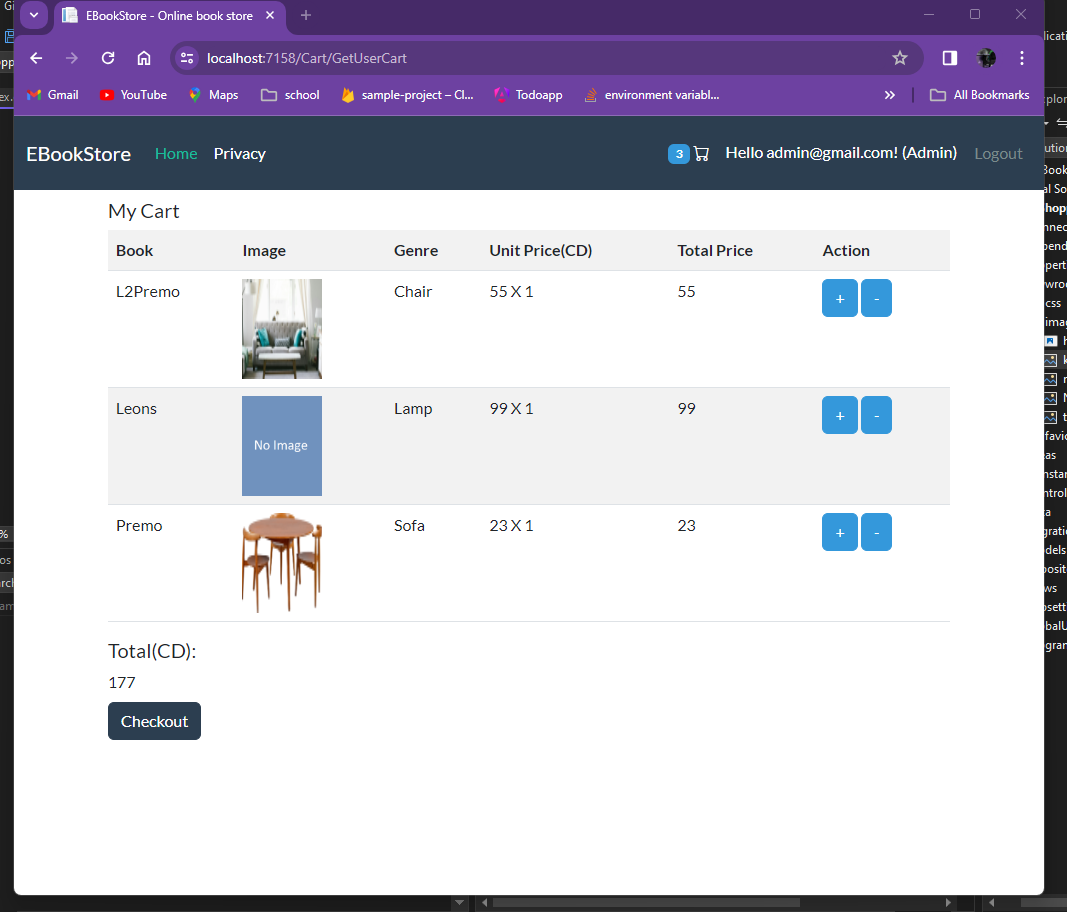 EBookStore - Online book store
localhost:7158/Cart/GetUserCart
Gmail YouTube Maps school sample-project – Cl... Todoapp environment variabl... All Bookmarks
EBookStore Home Privacy 3 Hello admin@gmail.com! (Admin) Logout
My Cart
Book Image Genre Unit Price(CD) Total Price Action
L2Premo Chair 55 X 1 55 + -
Leons No Image Lamp 99 X 1 99 + -
Premo Sofa 23 X 1 23 + -
Total(CD):
177
Checkout